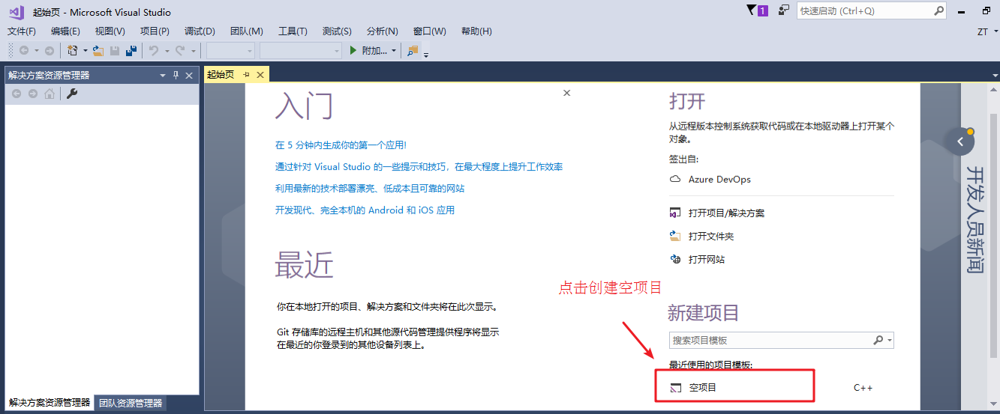 起始页 - Microsoft Visual Studio
1
快速启动 (Ctrl+Q)
文件(F) 编辑(E) 视图(V) 项目(P) 调试(D) 团队(M) 工具(T) 测试(S) 分析(N) 窗口(W) 帮助(H)
ZT
附加...
解决方案资源管理器
起始页
入门
在 5 分钟内生成你的第一个应用!
通过针对 Visual Studio 的一些提示和技巧，在最大程度上提升工作效率
利用最新的技术部署漂亮、低成本且可靠的网站
开发现代、完全本机的 Android 和 iOS 应用
最近
你在本地打开的项目、解决方案和文件夹将在此次显示。
Git 存储库的远程主机和其他源代码管理提供程序将显示
在最近的你登录到的其他设备列表上。
打开
从远程版本控制系统获取代码或在本地驱动器上打开某个
对象。
签出自:
Azure DevOps
打开项目/解决方案
打开文件夹
打开网站
点击创建空项目
新建项目
搜索项目模板
最近使用的项目模板:
空项目 C++
开发人员新闻
解决方案资源管理器 团队资源管理器